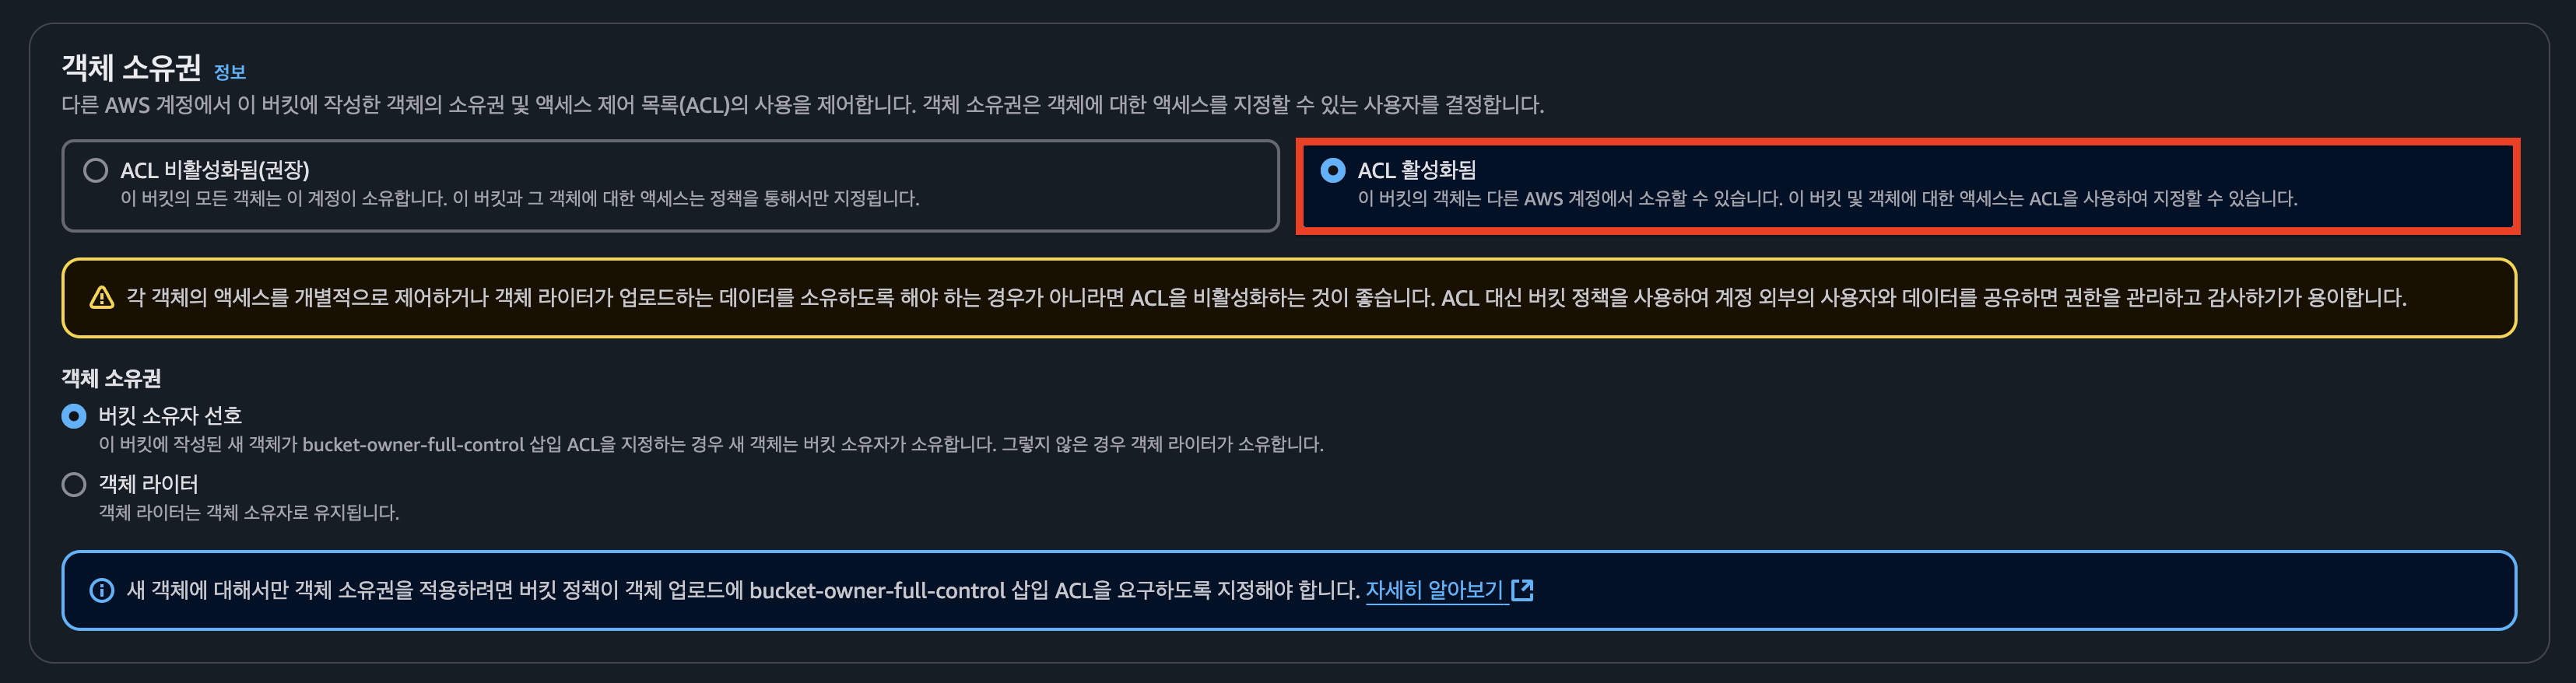 객체 소유권 정보
다른 AWS 계정에서 이 버킷에 작성한 객체의 소유권 및 액세스 제어 목록(ACL)의 사용을 제어합니다. 객체 소유권은 객체에 대한 액세스를 지정할 수 있는 사용자를 결정합니다.
ACL 비활성화됨(권장)
이 버킷의 모든 객체는 이 계정이 소유합니다. 이 버킷과 그 객체에 대한 액세스는 정책을 통해서만 지정됩니다.
ACL 활성화됨
이 버킷의 객체는 다른 AWS 계정에서 소유할 수 있습니다. 이 버킷 및 객체에 대한 액세스는 ACL을 사용하여 지정할 수 있습니다.
각 객체의 액세스를 개별적으로 제어하거나 객체 라이터가 업로드하는 데이터를 소유하도록 해야 하는 경우가 아니라면 ACL을 비활성화하는 것이 좋습니다. ACL 대신 버킷 정책을 사용하여 계정 외부의 사용자와 데이터를 공유하면 권한을 관리하고 감사하기가 용이합니다.
객체 소유권
버킷 소유자 선호
이 버킷에 작성된 새 객체가 bucket-owner-full-control 삽입 ACL을 지정하는 경우 새 객체는 버킷 소유자가 소유합니다. 그렇지 않은 경우 객체 라이터가 소유합니다.
객체 라이터
객체 라이터는 객체 소유자로 유지됩니다.
새 객체에 대해서만 객체 소유권을 적용하려면 버킷 정책이 객체 업로드에 bucket-owner-full-control 삽입 ACL을 요구하도록 지정해야 합니다. 자세히 알아보기